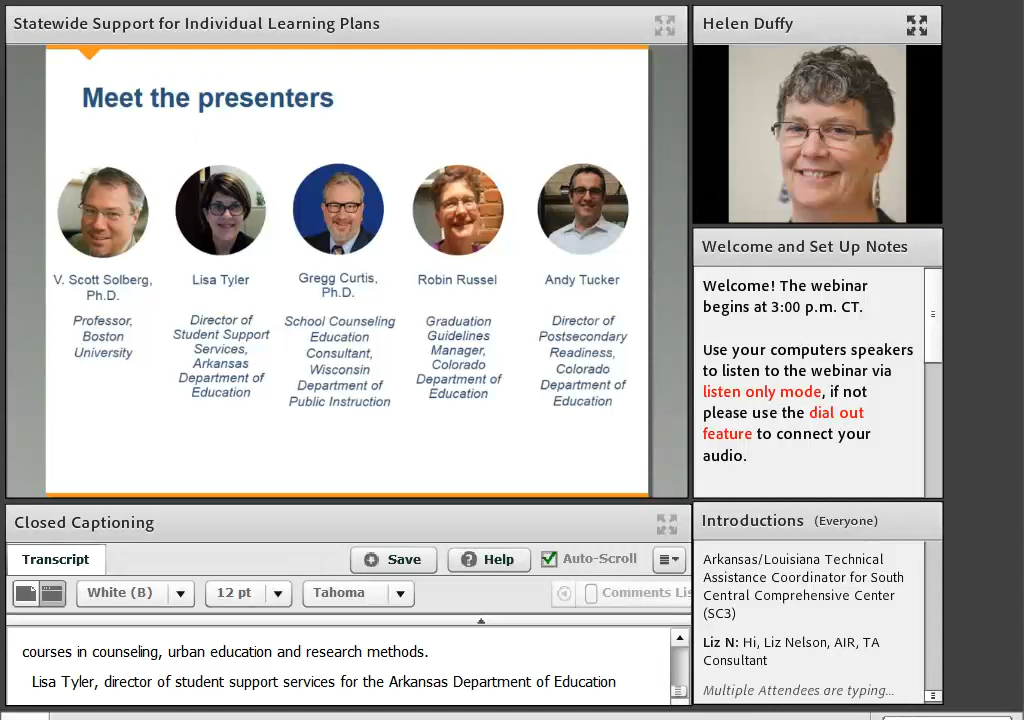 Statewide Support for Individual Learning Plans
Meet the presenters
V. Scott Solberg,
Ph.D.
Professor,
Boston
University
Lisa Tyler
Director of
Student Support
Services,
Arkansas
Department of
Education
Gregg Curtis,
Ph.D.
School Counseling
Education
Consultant,
Wisconsin
Department of
Public Instruction
Robin Russel
Graduation
Guidelines
Manager,
Colorado
Department of
Education
Andy Tucker
Director of
Postsecondary
Readiness,
Colorado
Department of
Education
Helen Duffy
Welcome and Set Up Notes
Welcome! The webinar
begins at 3:00 p.m. CT.
Use your computers speakers
to listen to the webinar via
listen only mode, if not
please use the dial out
feature to connect your
audio.
Closed Captioning
Transcript
Save
Help
Auto-Scroll
White (B)
12 pt
Tahoma
Comments Lis
courses in counseling, urban education and research methods.
Lisa Tyler, director of student support services for the Arkansas Department of Education
Introductions (Everyone)
Arkansas/Louisiana Technical
Assistance Coordinator for South
Central Comprehensive Center
(SC3)
Liz N: Hi, Liz Nelson, AIR, TA
Consultant
Multiple Attendees are typing...